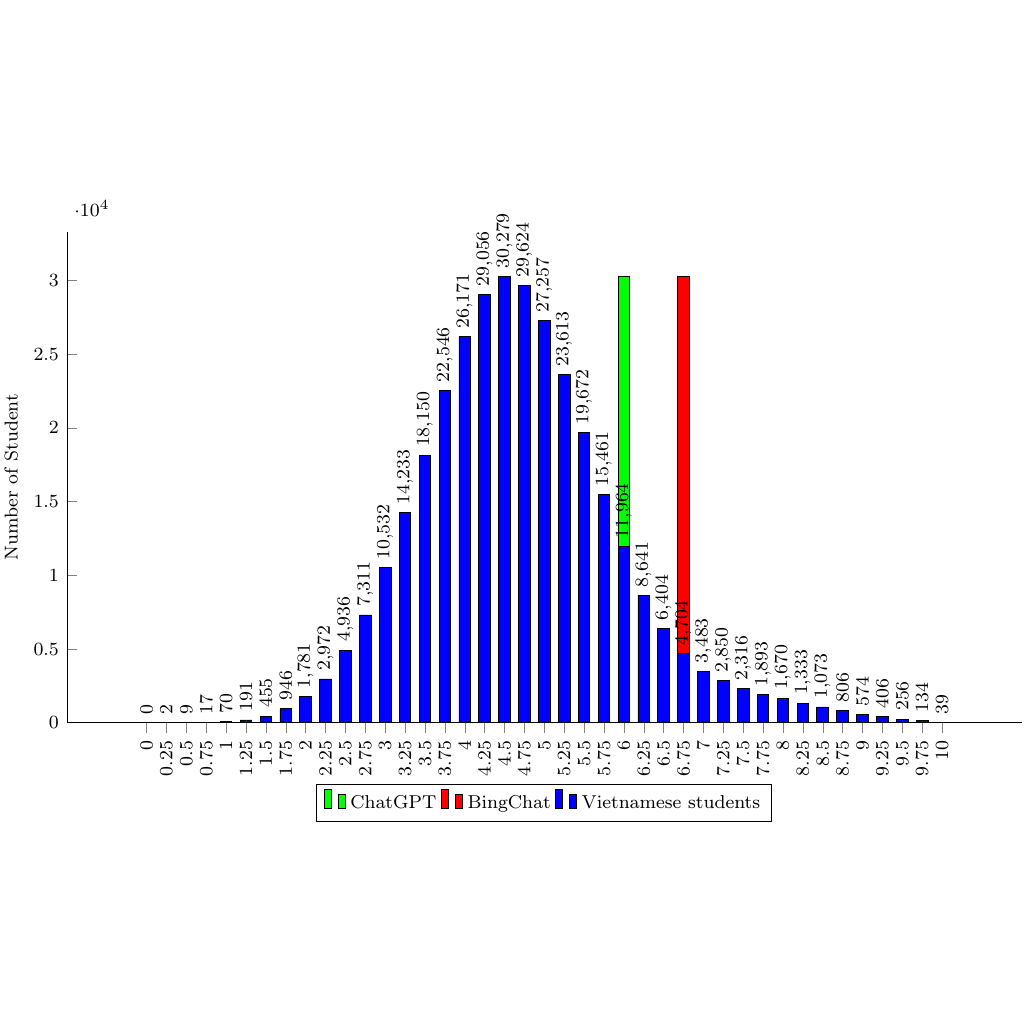 ·10^4
Number of Student
3
2.5
2
1.5
1
0.5
0
0 2 9 17 70 191 455 946 1,781 2,972 4,936 7,311 10,532 14,233 18,150 22,546 26,171 29,056 30,279 29,624 27,257 23,613 19,672 15,461 11,964 8,641 6,404 4,704 3,483 2,850 2,316 1,893 1,670 1,333 1,073 806 574 406 256 134 39
0 0.25 0.5 0.75 1 1.25 1.5 1.75 2 2.25 2.5 2.75 3 3.25 3.5 3.75 4 4.25 4.5 4.75 5 5.25 5.5 5.75 6 6.25 6.5 6.75 7 7.25 7.5 7.75 8 8.25 8.5 8.75 9 9.25 9.5 9.75 10
ChatGPT BingChat Vietnamese students